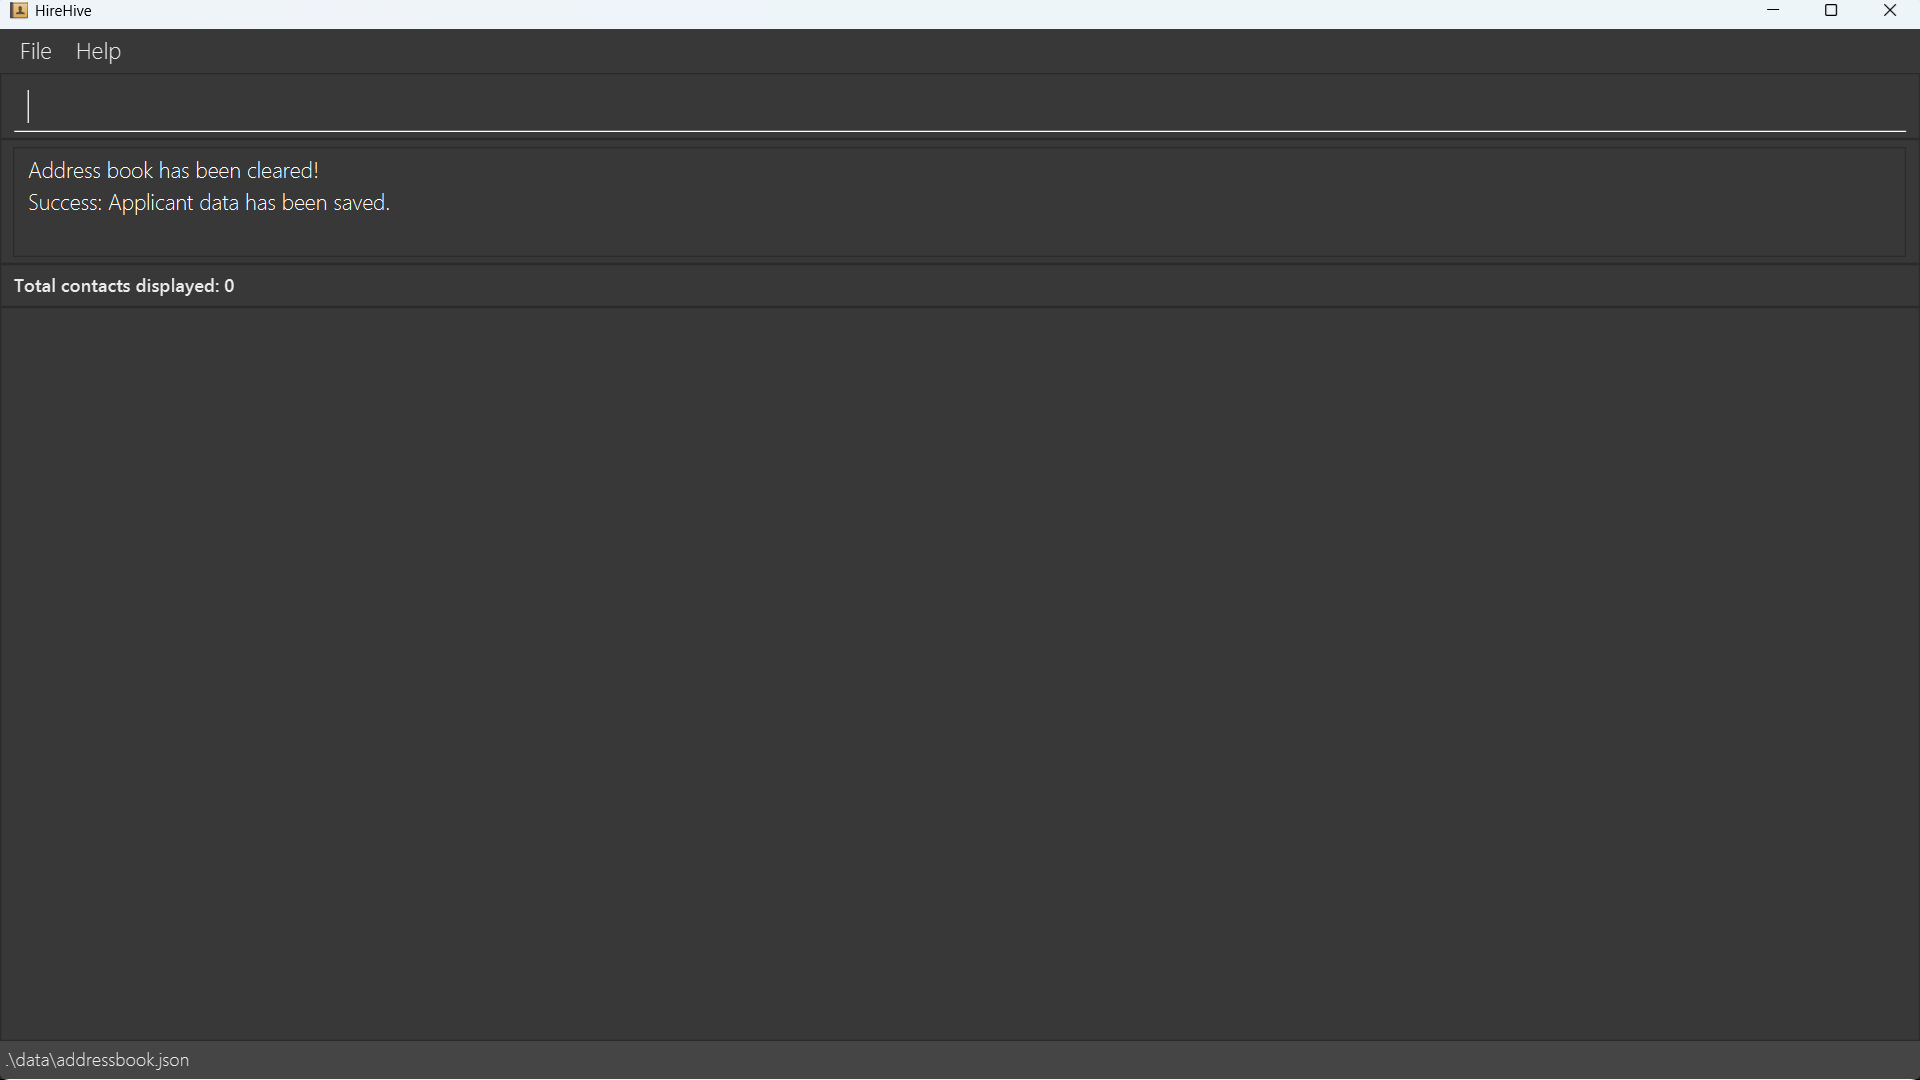 HireHive
File Help
Address book has been cleared!
Success: Applicant data has been saved.
Total contacts displayed: 0
.\data\addressbook.json